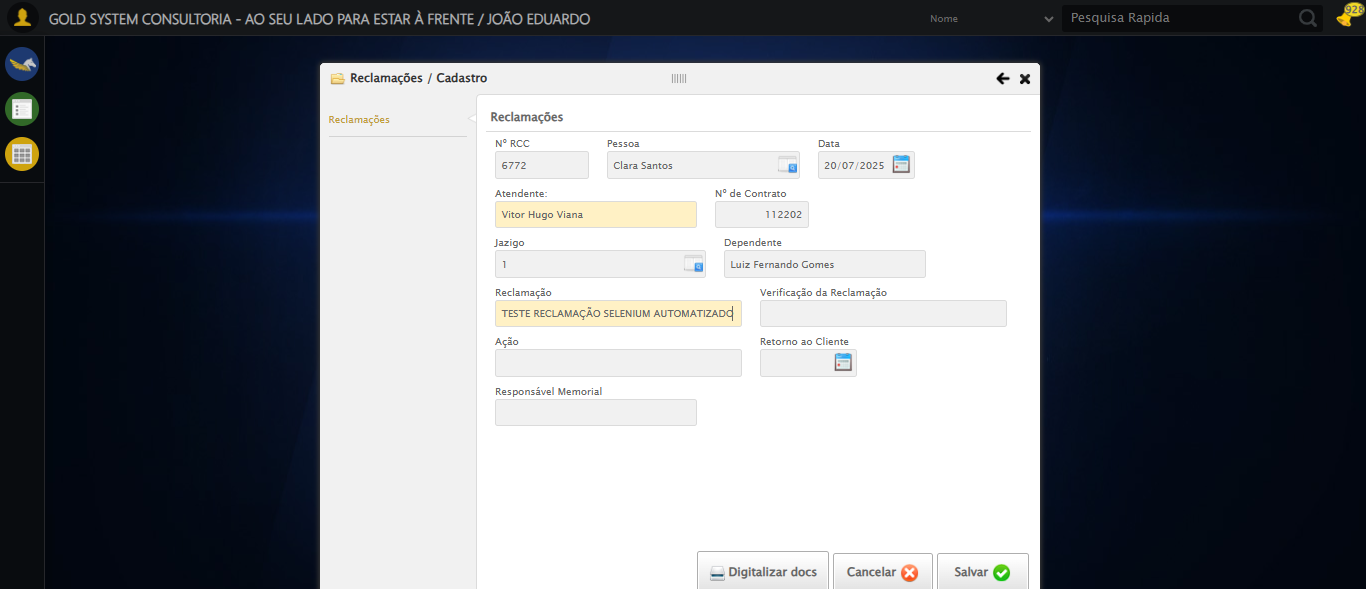 GOLD SYSTEM CONSULTORIA - AO SEU LADO PARA ESTAR À FRENTE / JOÃO EDUARDO
Nome
Pesquisa Rapida
928
Reclamações / Cadastro
Reclamações
Reclamações
Nº RCC
Pessoa
Data
6772
Clara Santos
20/07/2025
Atendente:
Nº de Contrato
Vitor Hugo Viana
112202
Jazigo
Dependente
1
Luiz Fernando Gomes
Reclamação
Verificação da Reclamação
TESTE RECLAMAÇÃO SELENIUM AUTOMATIZADO
Ação
Retorno ao Cliente
Responsável Memorial
Digitalizar docs
Cancelar
Salvar